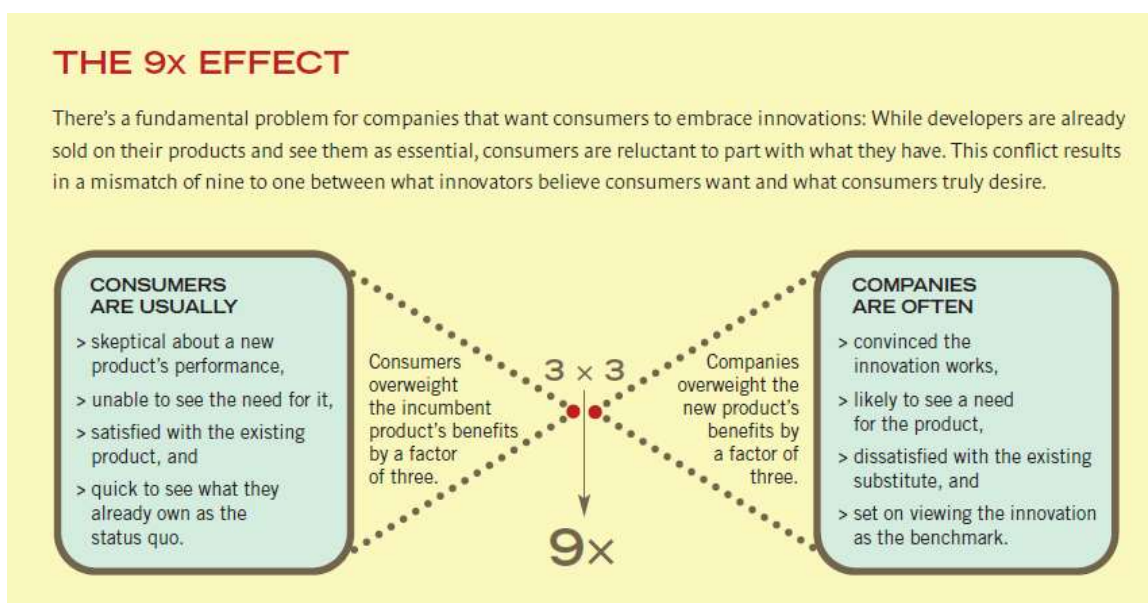 THE 9x EFFECT
There's a fundamental problem for companies that want consumers to embrace innovations: While developers are already
sold on their products and see them as essential, consumers are reluctant to part with what they have. This conflict results
in a mismatch of nine to one between what innovators believe consumers want and what consumers truly desire.
CONSUMERS
ARE USUALLY
> skeptical about a new
product's performance,
> unable to see the need for it,
> satisfied with the existing
product, and
> quick to see what they
already own as the
status quo.
Consumers
overweight
the incumbent
product's benefits
by a factor
of three.
3 × 3
9x
Companies
overweight the
new product's
benefits by
a factor of
three.
COMPANIES
ARE OFTEN
> convinced the
innovation works,
> likely to see a need
for the product,
> dissatisfied with the existing
substitute, and
> set on viewing the innovation
as the benchmark.